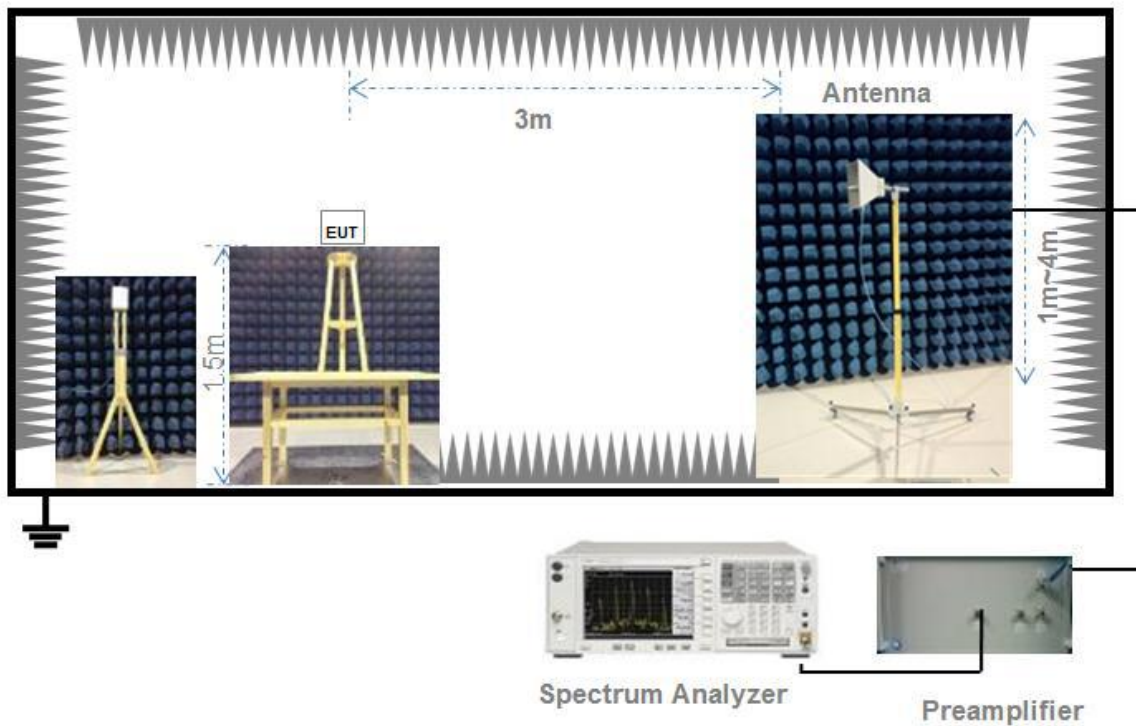 Antenna
3m
EUT
1.5m
1m~4m
Spectrum Analyzer
Preamplifier